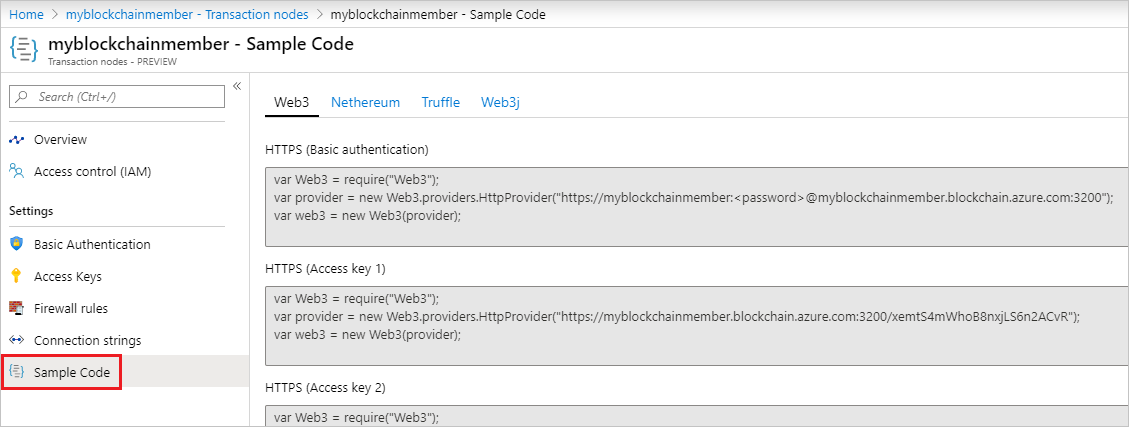 Home > myblockchainmember - Transaction nodes > myblockchainmember - Sample Code
myblockchainmember - Sample Code
Transaction nodes - PREVIEW
Search (Ctrl+/)
«
Overview
Access control (IAM)
Settings
Basic Authentication
Access Keys
Firewall rules
Connection strings
Sample Code
Web3 Nethereum Truffle Web3j
HTTPS (Basic authentication)
var Web3 = require("Web3");
var provider = new Web3.providers.HttpProvider("https://myblockchainmember:<password>@myblockchainmember.blockchain.azure.com:3200");
var web3 = new Web3(provider);
HTTPS (Access key 1)
var Web3 = require("Web3");
var provider = new Web3.providers.HttpProvider("https://myblockchainmember.blockchain.azure.com:3200/xemtS4mWhoB8nxjLS6n2ACvR");
var web3 = new Web3(provider);
HTTPS (Access key 2)
var Web3 = require("Web3");